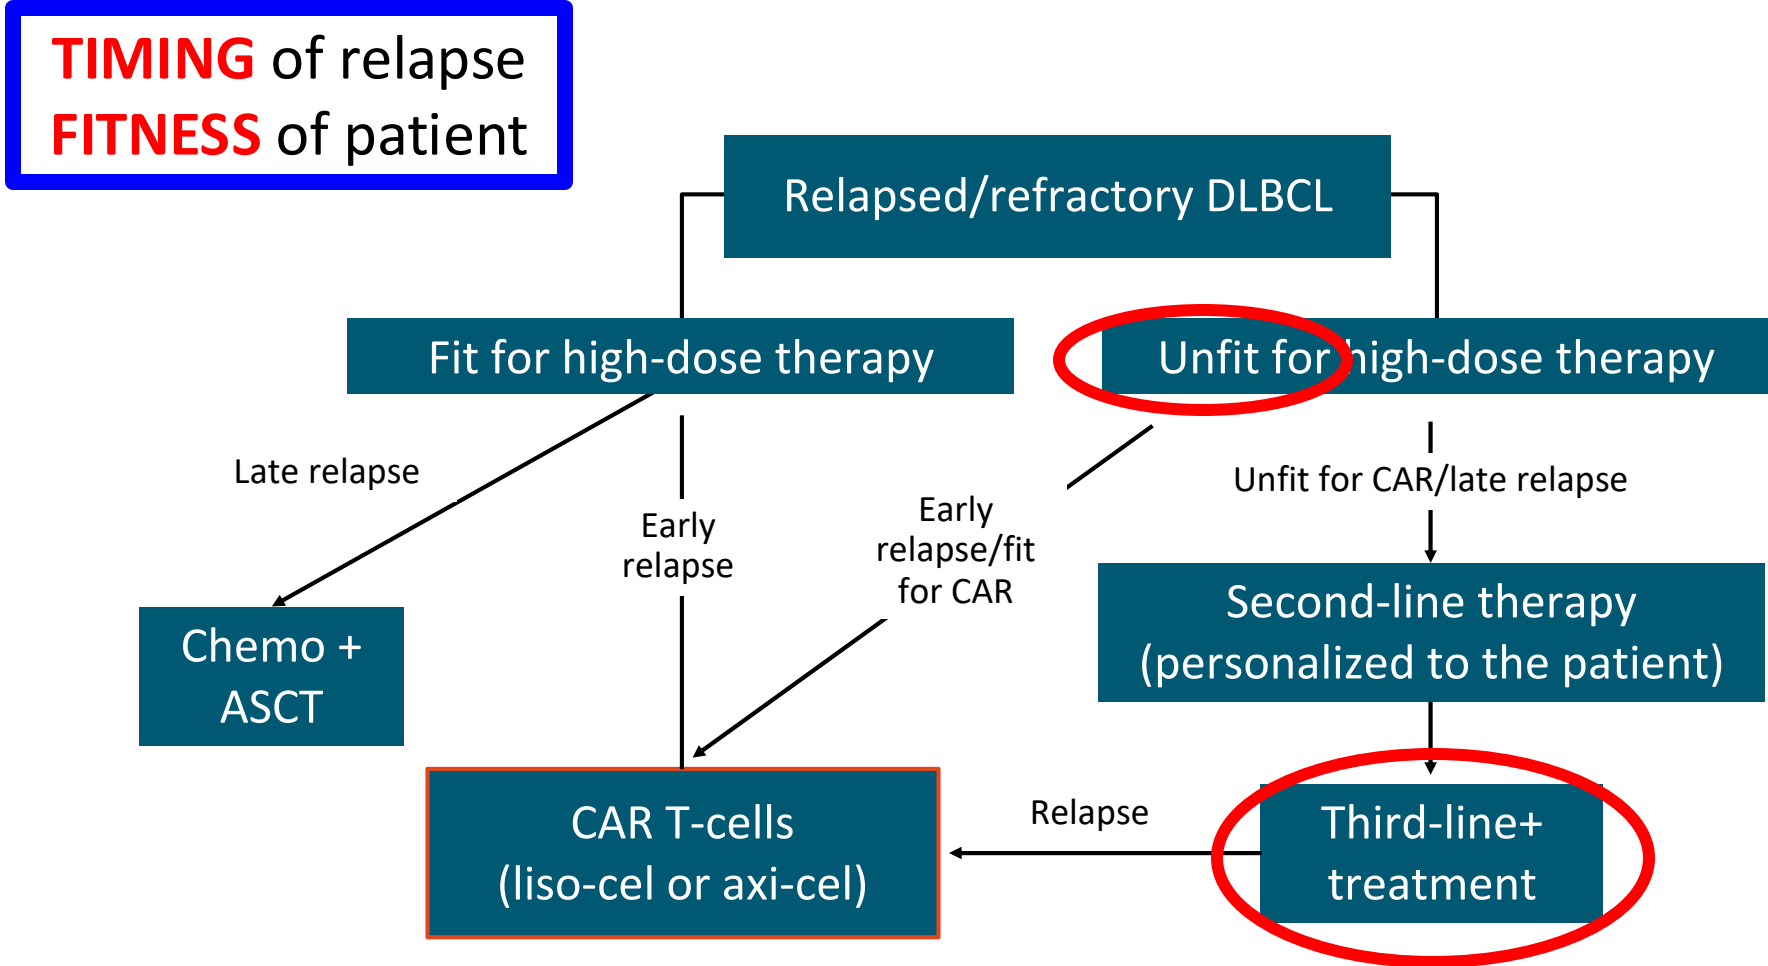 TIMING of relapse
FITNESS of patient
Relapsed/refractory DLBCL
Fit for high-dose therapy
Unfit for high-dose therapy
Late relapse
Early
relapse
Early
relapse/fit
for CAR
Unfit for CAR/late relapse
Chemo +
ASCT
Second-line therapy
(personalized to the patient)
CAR T-cells
(liso-cel or axi-cel)
Relapse
Third-line+
treatment